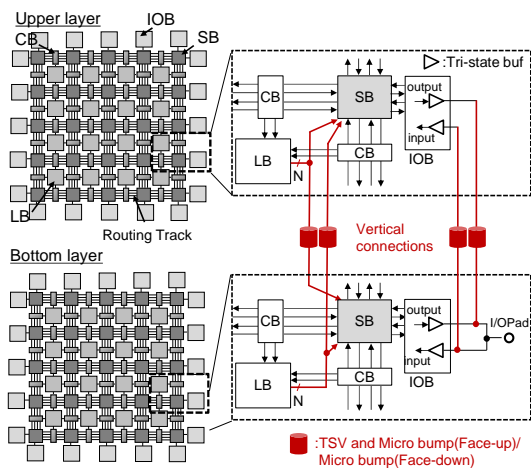 Upper layer
IOB
CB
SB
LB
Routing Track
:Tri-state buf
CB
SB
output
input
IOB
LB
N
CB
Vertical
connections
Bottom layer
CB
SB
output
input
IOB
I/OPad
LB
N
CB
:TSV and Micro bump(Face-up)/
Micro bump(Face-down)